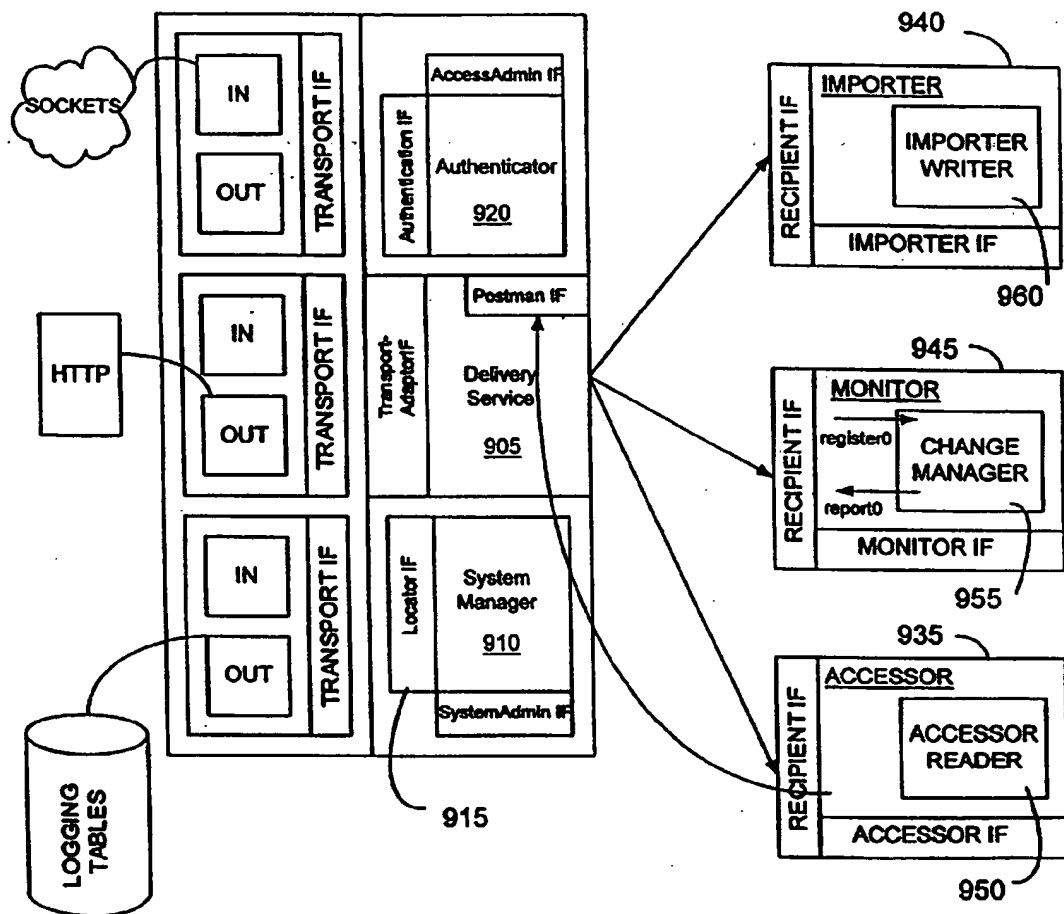 SOCKETS
IN
OUT
TRANSPORT IF
AccessAdmin IF
Authentication IF
Authenticator
920
HTTP
IN
OUT
TRANSPORT IF
Postman IF
Transport-
AdaptorIF
Delivery
Service
905
LOGGING
TABLES
IN
OUT
TRANSPORT IF
Locator IF
System
Manager
910
SystemAdmin IF
915
940
RECIPIENT IF
IMPORTER
IMPORTER
WRITER
IMPORTER IF
960
945
RECIPIENT IF
MONITOR
register0
report0
CHANGE
MANAGER
MONITOR IF
955
935
RECIPIENT IF
ACCESSOR
ACCESSOR
READER
ACCESSOR IF
950